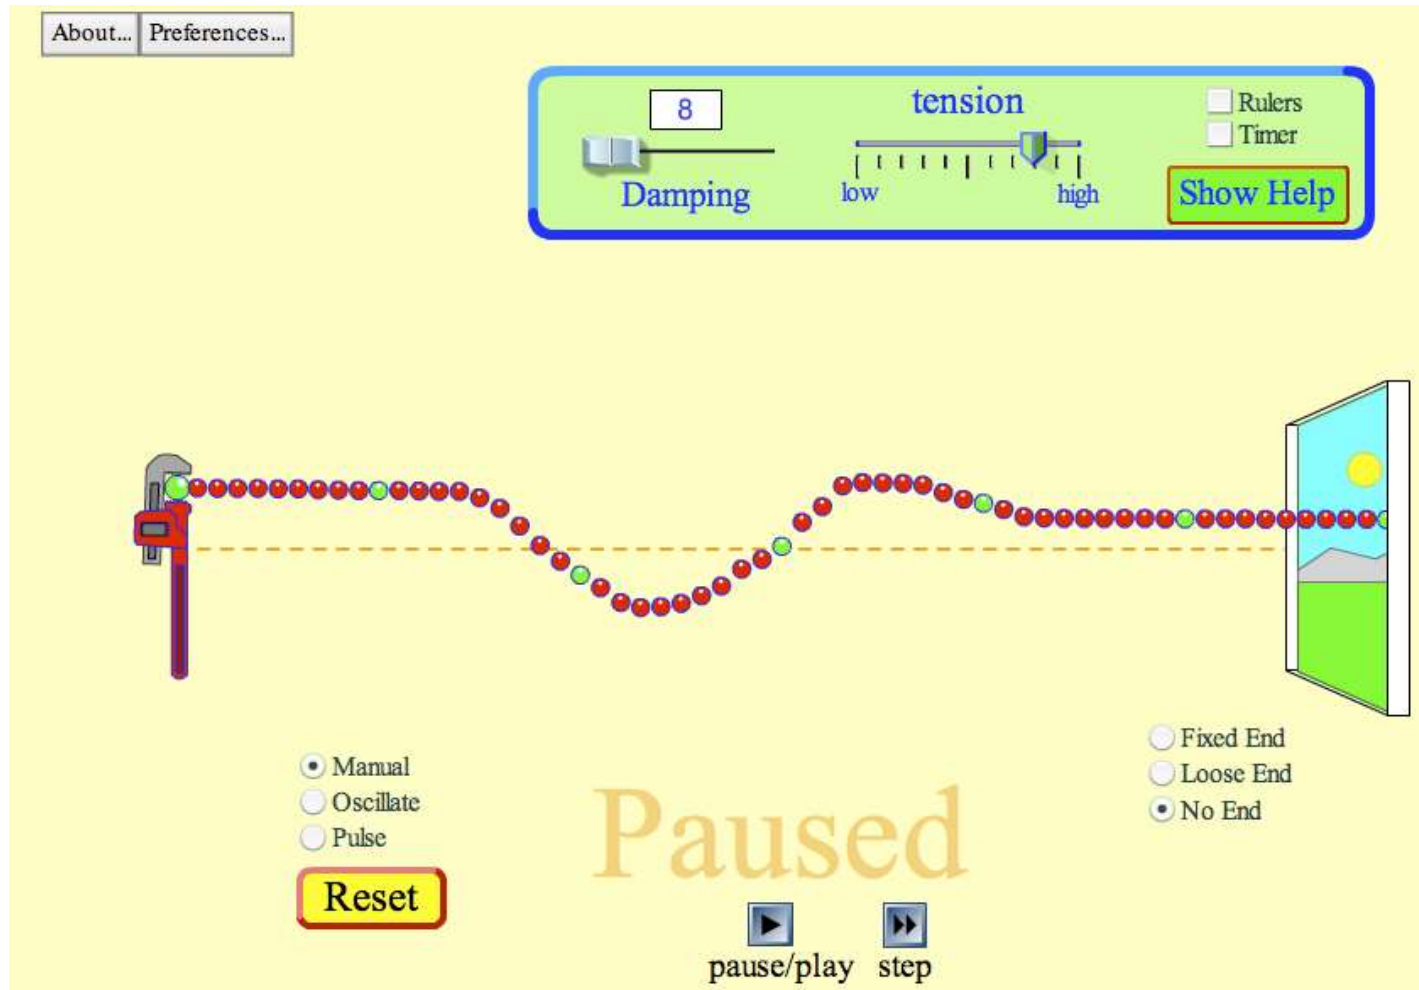 About... Preferences...
8
tension
Rulers
Timer
Damping
low
high
Show Help
Manual
Oscillate
Pulse
Reset
Fixed End
Loose End
No End
Paused
pause/play step